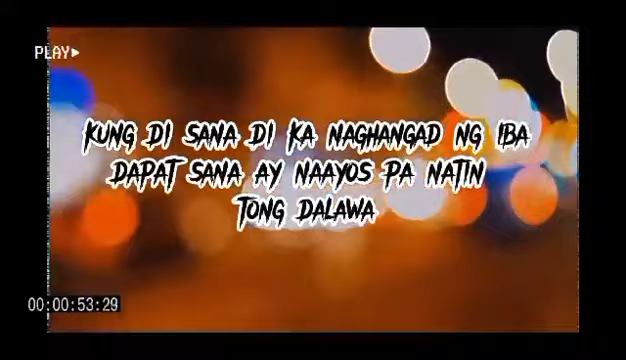 PLAY▶
KUNG DI SANA DI KA NAGHANGAD NG IBA
DAPAT SANA AY NAAYOS PA NATIN
TONG DALAWA
00:00:53:29